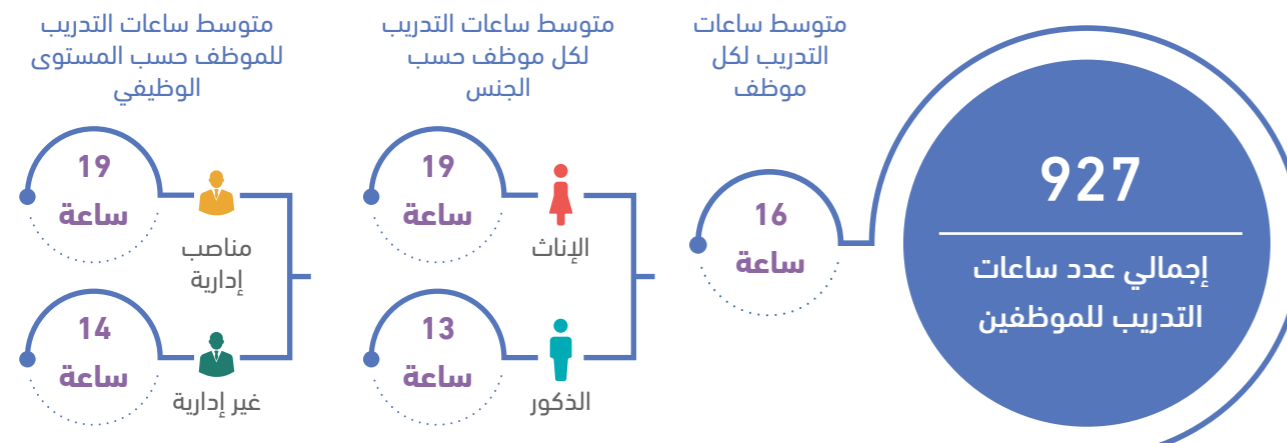 927
إجمالي عدد ساعات
التدريب للموظفين
متوسط ساعات
التدريب لكل
موظف
16
ساعة
متوسط ساعات التدريب
لكل موظف حسب
الجنس
19
ساعة
الإناث
13
ساعة
الذكور
متوسط ساعات التدريب
للموظف حسب المستوى
الوظيفي
19
ساعة
مناصب
إدارية
14
ساعة
غير إدارية